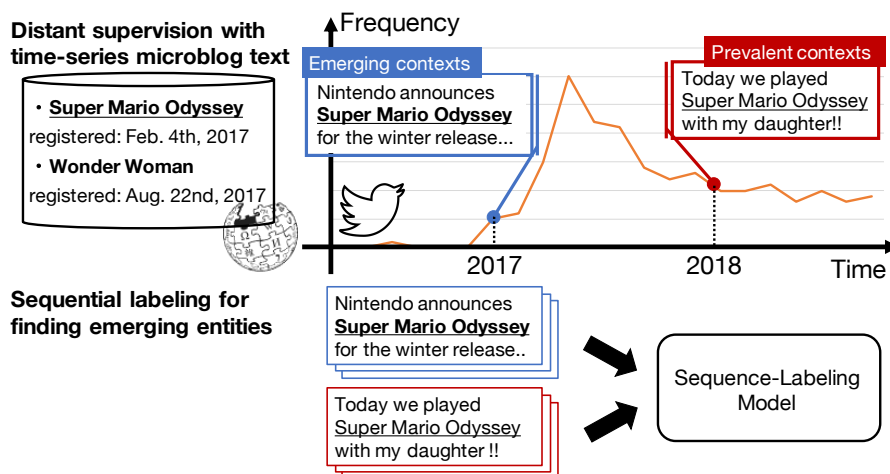 Distant supervision with
time-series microblog text
・Super Mario Odyssey
registered: Feb. 4th, 2017
・Wonder Woman
registered: Aug. 22nd, 2017
Frequency
Emerging contexts
Nintendo announces
Super Mario Odyssey
for the winter release...
Prevalent contexts
Today we played
Super Mario Odyssey
with my daughter!!
2017
2018
Time
Sequential labeling for
finding emerging entities
Nintendo announces
Super Mario Odyssey
for the winter release..
Today we played
Super Mario Odyssey
with my daughter !!
Sequence-Labeling
Model